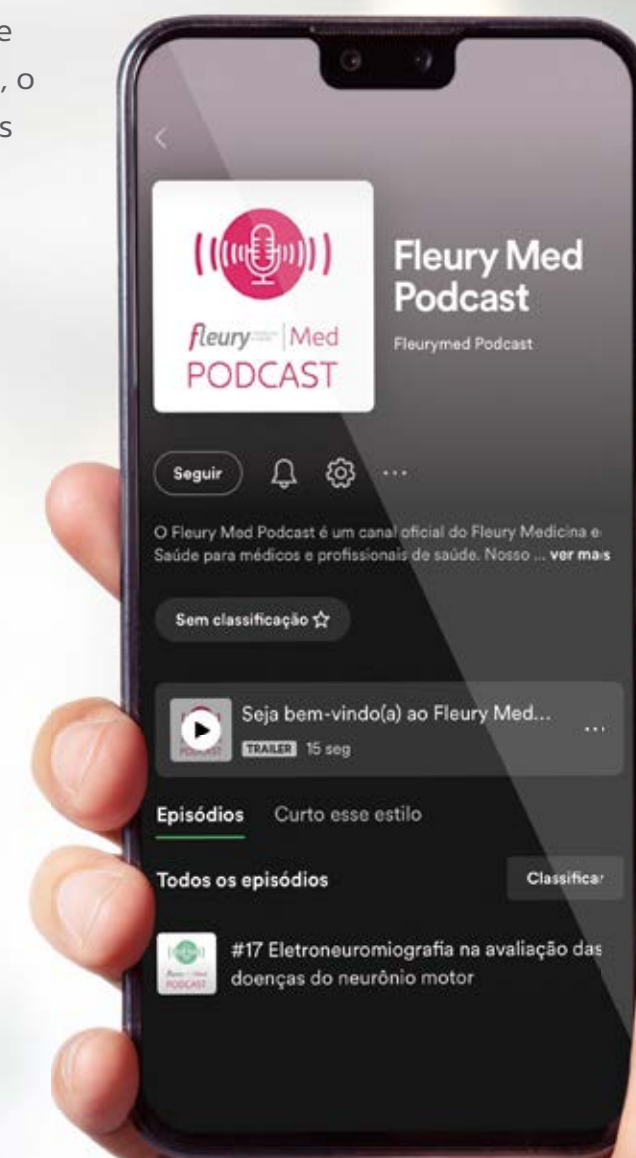 e
, o
s
fleury Med
PODCAST
Fleury Med
Podcast
Fleurymed Podcast
Seguir
O Fleury Med Podcast é um canal oficial do Fleury Medicina e
Saúde para médicos e profissionais de saúde. Nosso ... ver mais
Sem classificação
Seja bem-vindo(a) ao Fleury Med...
TRAILER 15 seg
Episódios Curto esse estilo
Todos os episódios Classificar
#17 Eletroneuromiografia na avaliação das
doenças do neurônio motor